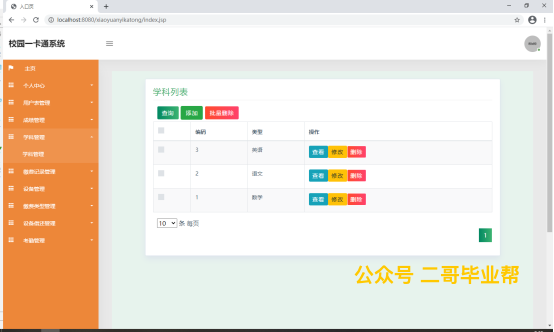 入口页
localhost:8080/xiaoyuanyikatong/index.jsp
校园一卡通系统
主页
个人中心
用户表管理
成绩管理
学科管理
学科管理
缴费记录管理
设备管理
缴费类型管理
设备借还管理
考勤管理
学科列表
查询 添加 批量删除
编码 类型 操作
3 英语 查看 修改 删除
2 语文 查看 修改 删除
1 数学 查看 修改 删除
10 条 每页
1
公众号 二哥毕业帮